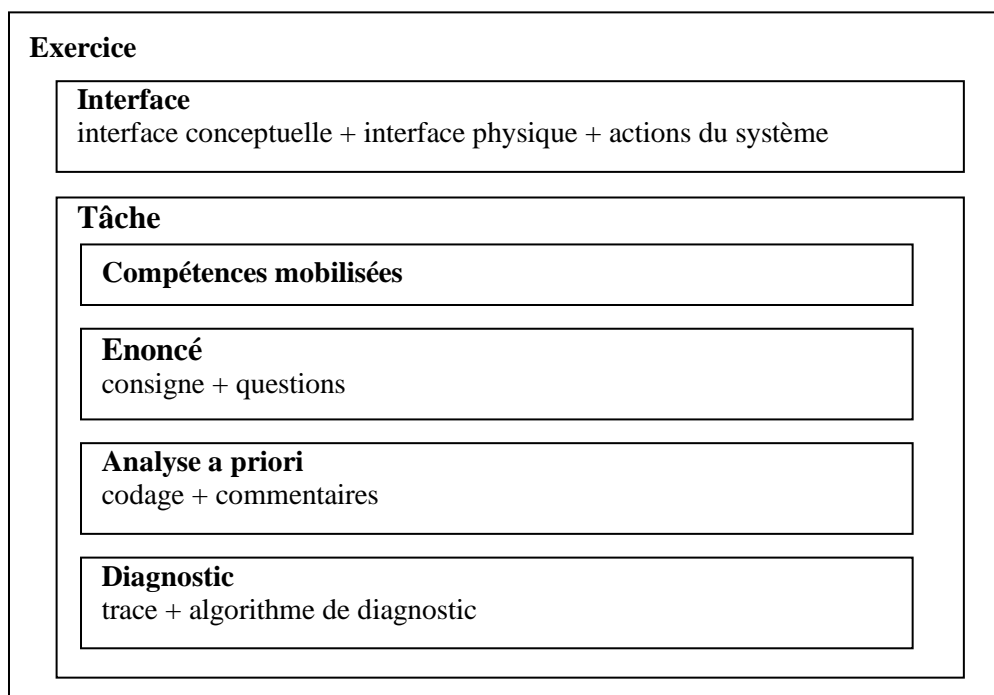 Exercice
Interface
interface conceptuelle + interface physique + actions du système
Tâche
Compétences mobilisées
Enoncé
consigne + questions
Analyse a priori
codage + commentaires
Diagnostic
trace + algorithme de diagnostic